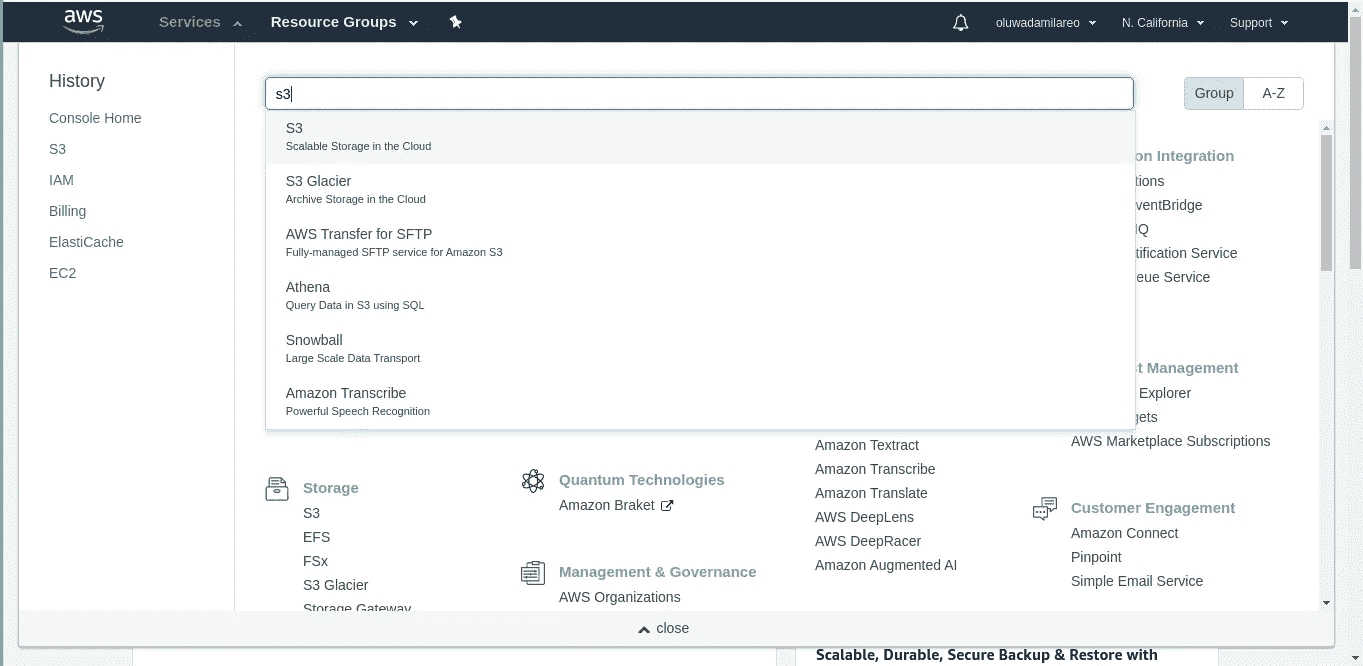 aws
Services
Resource Groups
oluwadamilareo
N. California
Support
History
Console Home
S3
IAM
Billing
ElastiCache
EC2
s3
Group
A-Z
S3
Scalable Storage in the Cloud
S3 Glacier
Archive Storage in the Cloud
AWS Transfer for SFTP
Fully-managed SFTP service for Amazon S3
Athena
Query Data in S3 using SQL
Snowball
Large Scale Data Transport
Amazon Transcribe
Powerful Speech Recognition
Storage
S3
EFS
FSx
S3 Glacier
Storage Gateway
Quantum Technologies
Amazon Braket
Management & Governance
AWS Organizations
Amazon Textract
Amazon Transcribe
Amazon Translate
AWS DeepLens
AWS DeepRacer
Amazon Augmented AI
on Integration
tions
ventBridge
Q
tification Service
eue Service
t Management
Explorer
gets
AWS Marketplace Subscriptions
Customer Engagement
Amazon Connect
Pinpoint
Simple Email Service
close
Scalable, Durable, Secure Backup & Restore with